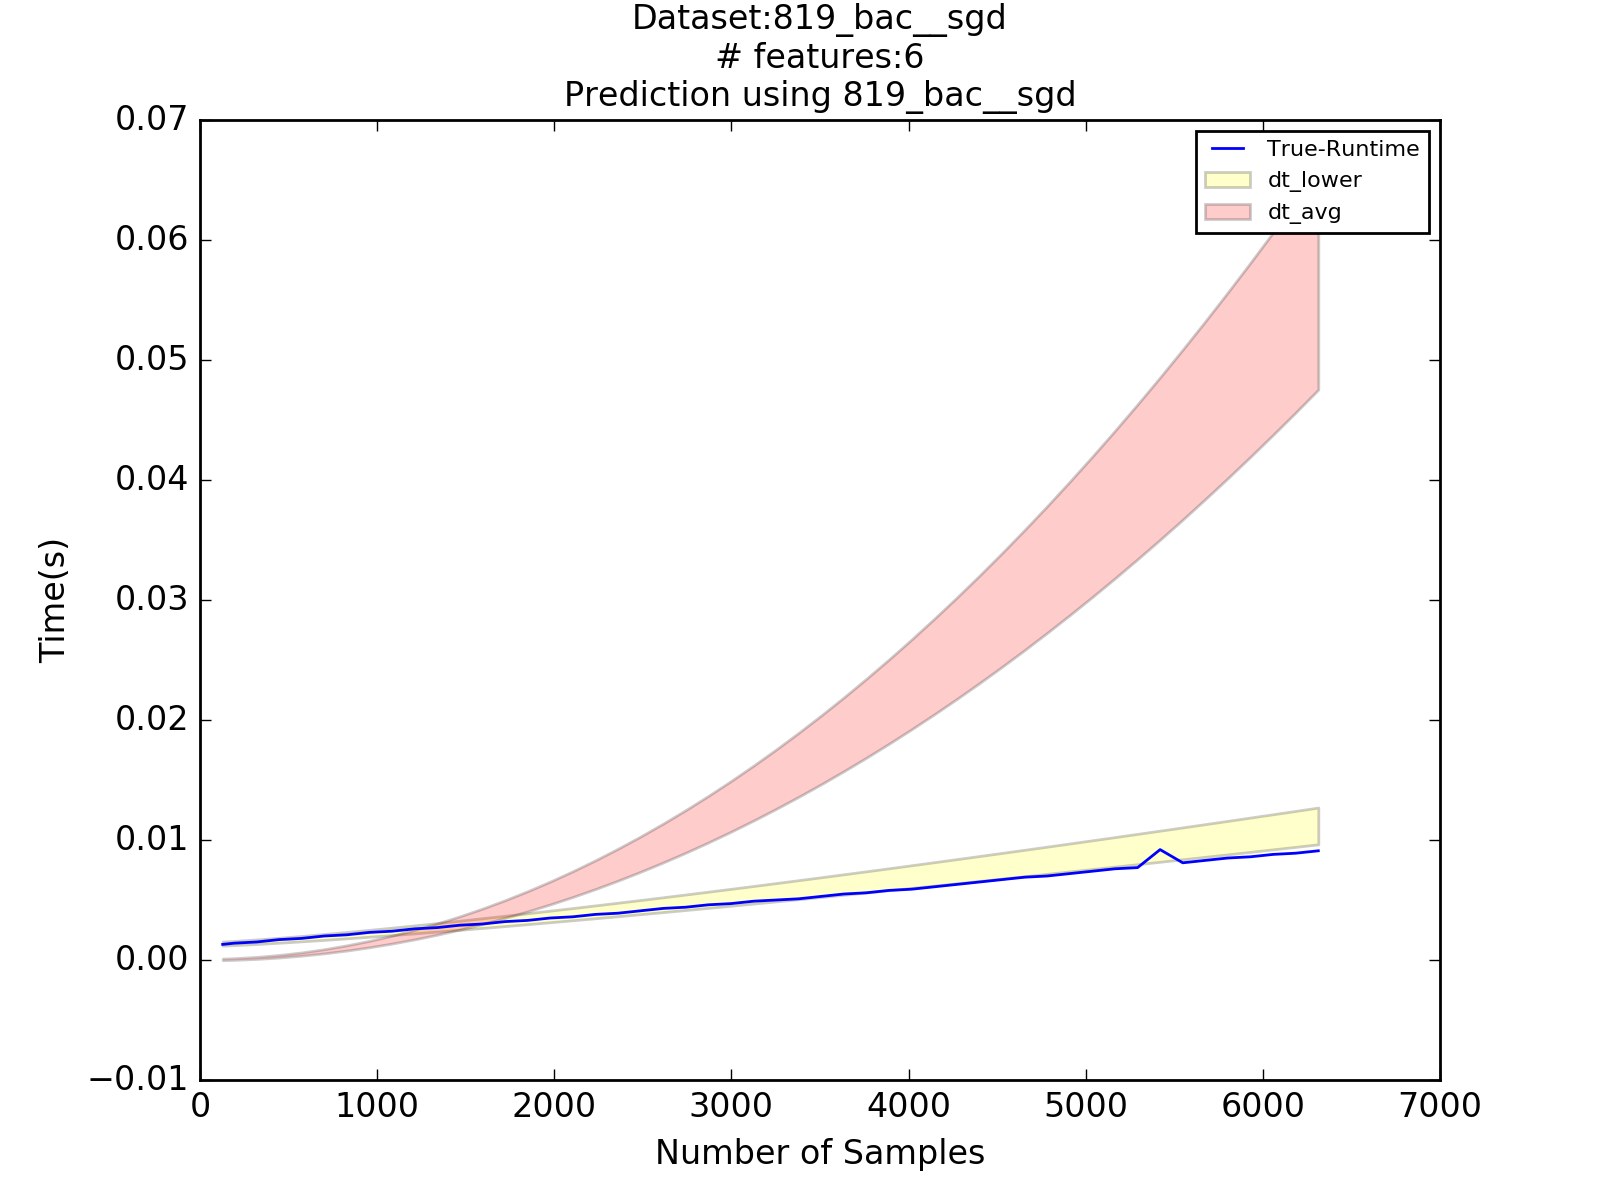 Dataset:819_bac__sgd
# features:6
Prediction using 819_bac__sgd
0.07
0.06
0.05
0.04
0.03
0.02
0.01
0.00
−0.01
Time(s)
True-Runtime
dt_lower
dt_avg
0 1000 2000 3000 4000 5000 6000 7000
Number of Samples